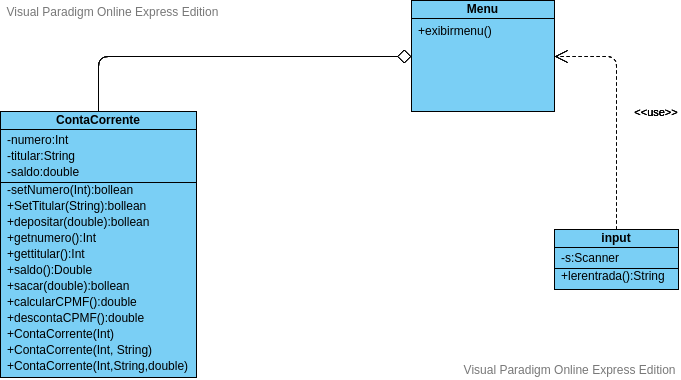 Visual Paradigm Online Express Edition
Menu
+exibirmenu()
<<use>>
ContaCorrente
-numero:Int
-titular:String
-saldo:double
-setNumero(Int):bollean
+SetTitular(String):bollean
+depositar(double):bollean
+getnumero():Int
+gettitular():Int
+saldo():Double
+sacar(double):bollean
+calcularCPMF():double
+descontaCPMF():double
+ContaCorrente(Int)
+ContaCorrente(Int, String)
+ContaCorrente(Int,String,double)
input
-s:Scanner
+lerentrada():String
Visual Paradigm Online Express Edition